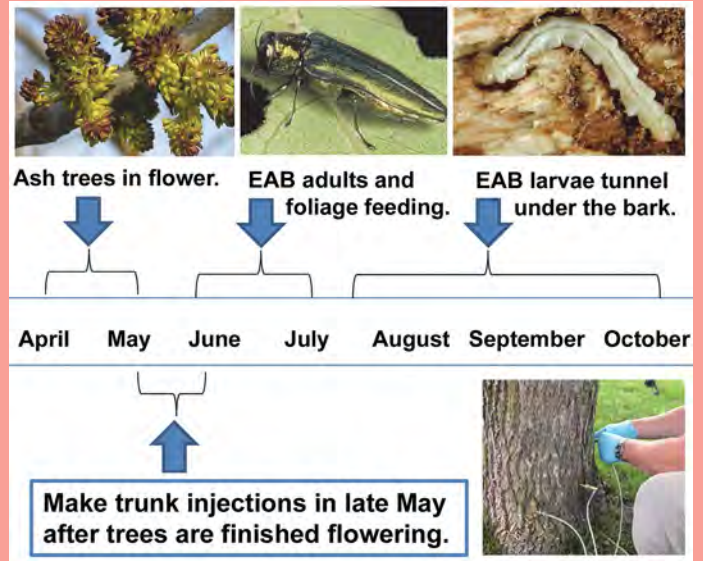 Ash trees in flower.
EAB adults and
foliage feeding.
EAB larvae tunnel
under the bark.
April May June July August September October
Make trunk injections in late May
after trees are finished flowering.